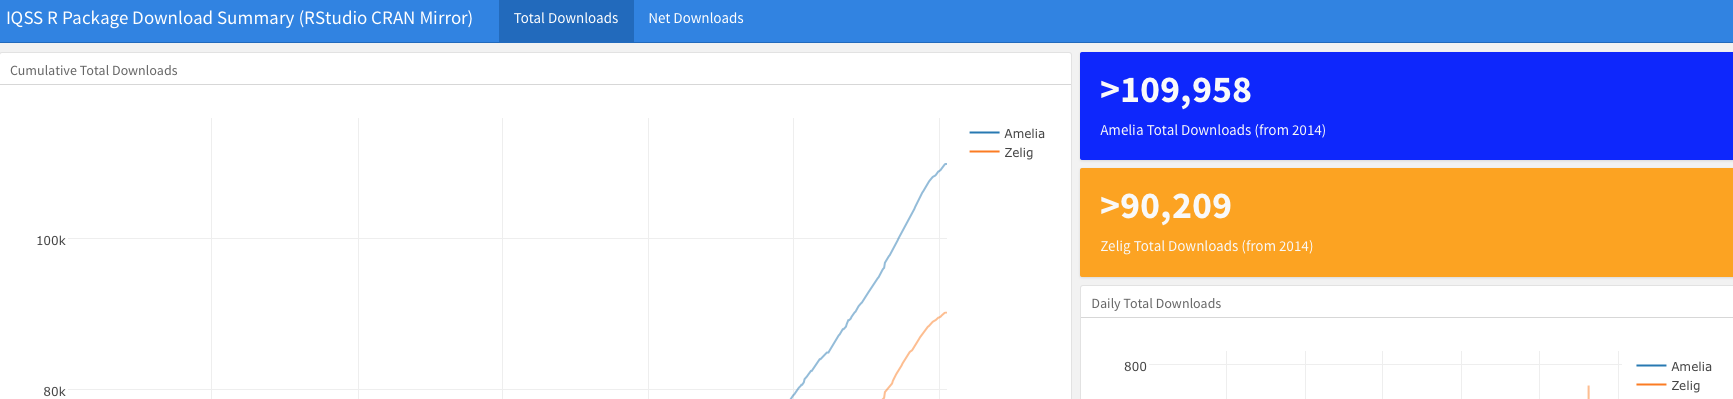 IQSS R Package Download Summary (RStudio CRAN Mirror) Total Downloads Net Downloads
Cumulative Total Downloads
Amelia
Zelig
100k
80k
>109,958
Amelia Total Downloads (from 2014)
>90,209
Zelig Total Downloads (from 2014)
Daily Total Downloads
800
Amelia
Zelig